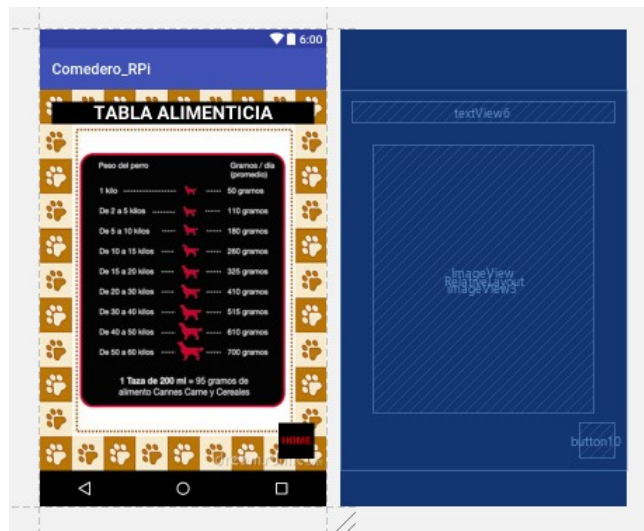 6:00
Comedero_RPi
TABLA ALIMENTICIA
textView6
Peso del perro Gramos / día
(promedio)
1 kilo 50 gramos
De 2 a 5 kilos 110 gramos
De 5 a 10 kilos 180 gramos
De 10 a 15 kilos 260 gramos
De 15 a 20 kilos 325 gramos
De 20 a 30 kilos 410 gramos
De 30 a 40 kilos 515 gramos
De 40 a 50 kilos 610 gramos
De 50 a 60 kilos 700 gramos
1 Taza de 200 ml = 95 gramos de
alimento Cannes Carne y Cereales
ImageView
RelativeLayout
imageView3
HOME
button10